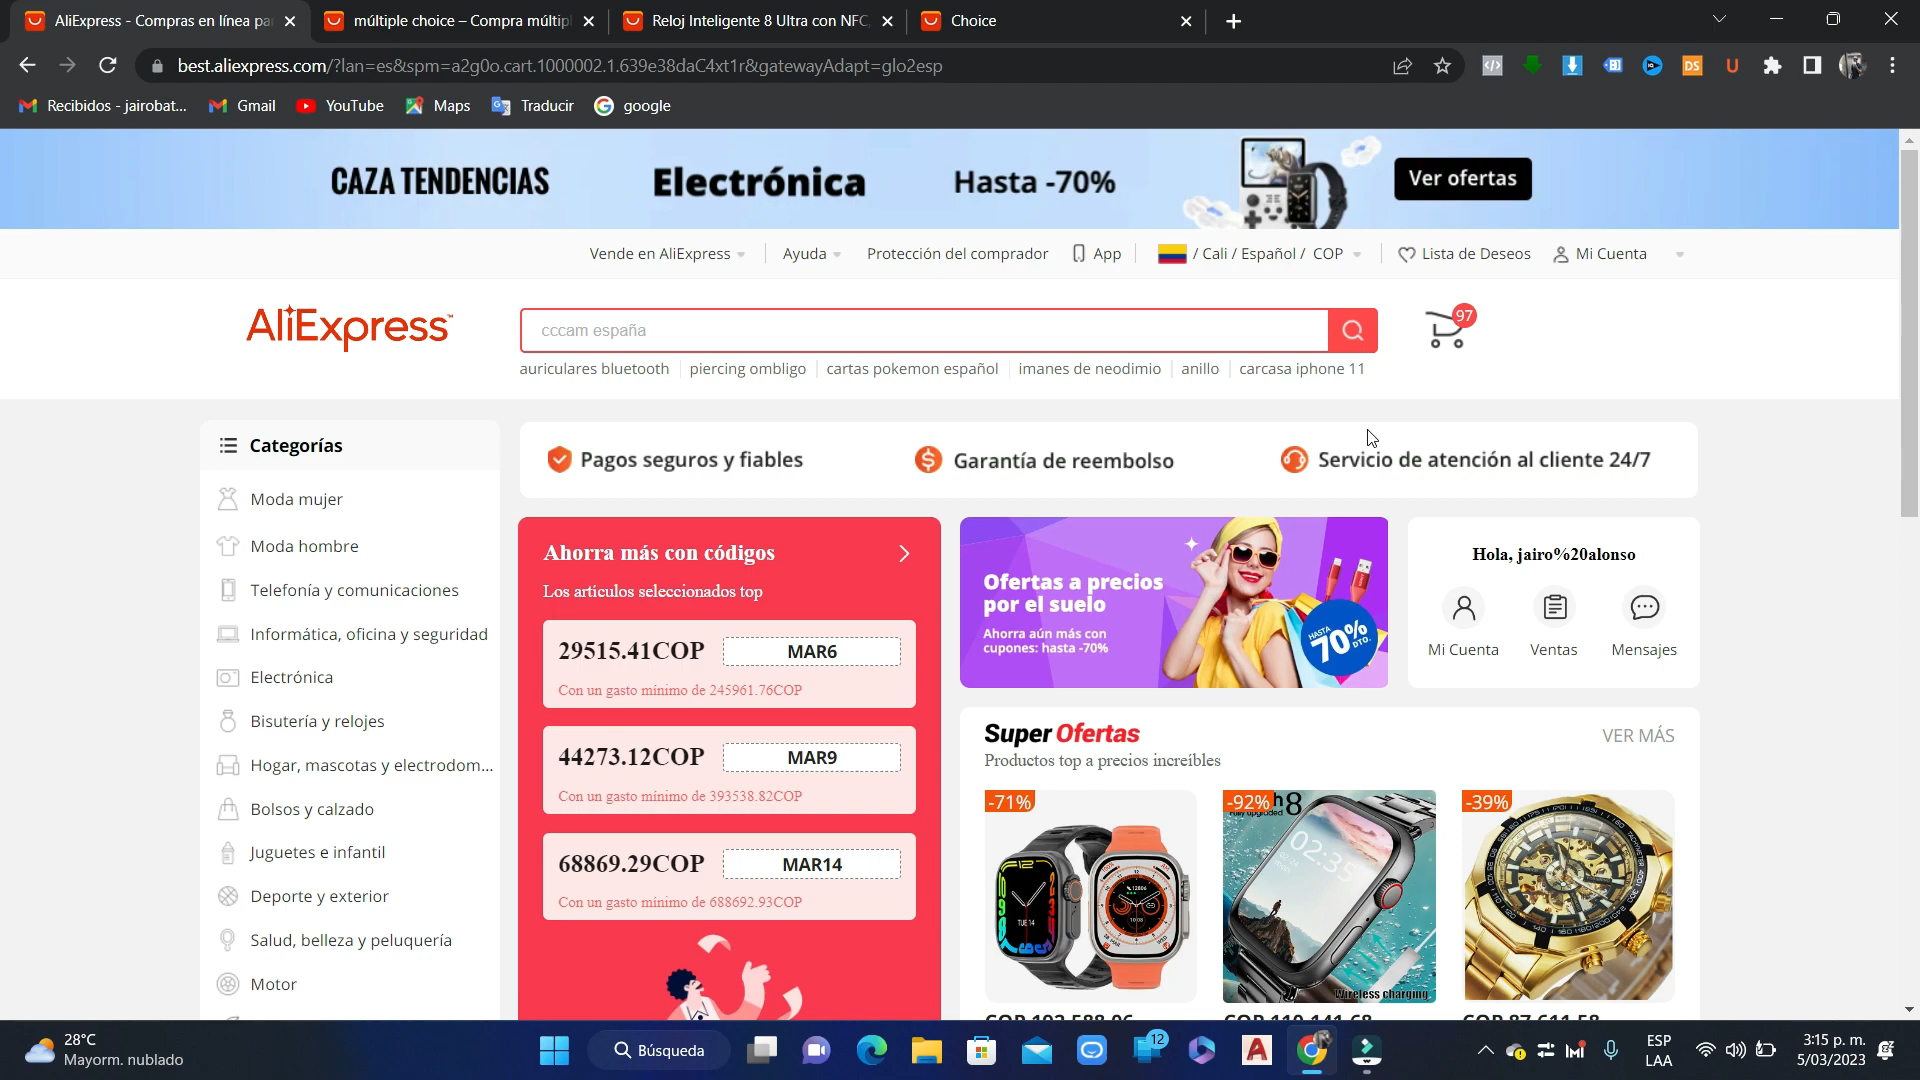 AliExpress - Compras en línea pa
múltiple choice – Compra múltip
Reloj Inteligente 8 Ultra con NFC,
Choice
best.aliexpress.com/?lan=es&spm=a2g0o.cart.1000002.1.639e38daC4xt1r&gatewayAdapt=glo2esp
DS
U
Recibidos - jairobat...
Gmail
YouTube
Maps
Traducir
google
CAZA TENDENCIAS
Electrónica
Hasta -70%
Ver ofertas
Vende en AliExpress
Ayuda
Protección del comprador
App
/ Cali / Español / COP
Lista de Deseos
Mi Cuenta
AliExpress
cccam españa
97
auriculares bluetooth
piercing ombligo
cartas pokemon español
imanes de neodimio
anillo
carcasa iphone 11
Categorías
Moda mujer
Moda hombre
Telefonía y comunicaciones
Informática, oficina y seguridad
Electrónica
Bisutería y relojes
Hogar, mascotas y electrodom...
Bolsos y calzado
Juguetes e infantil
Deporte y exterior
Salud, belleza y peluquería
Motor
Pagos seguros y fiables
Garantía de reembolso
Servicio de atención al cliente 24/7
Ahorra más con códigos
Los artículos seleccionados top
29515.41COP
MAR6
Con un gasto mínimo de 245961.76COP
44273.12COP
MAR9
Con un gasto mínimo de 393538.82COP
68869.29COP
MAR14
Con un gasto mínimo de 688692.93COP
Ofertas a precios
por el suelo
Ahorra aún más con
cupones: hasta -70%
HASTA
70%
DTO.
Hola, jairo%20alonso
Mi Cuenta
Ventas
Mensajes
Super Ofertas
VER MÁS
Productos top a precios increíbles
-71%
-92%
h8
Fully upgraded
02:35
Wireless charging
-39%
28°C
Mayorm. nublado
Búsqueda
12
ESP
LAA
3:15 p. m.
5/03/2023